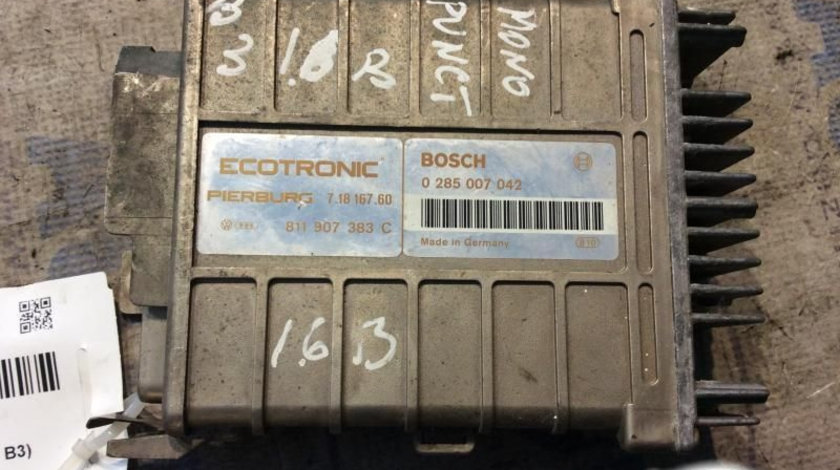 B 3
1.6 B
PUNCT
MONO
ECOTRONIC
PIERBURG 7.18 167.60
811 907 383 C
BOSCH
0 285 007 042
Made in Germany
810
1.6 B
B3)